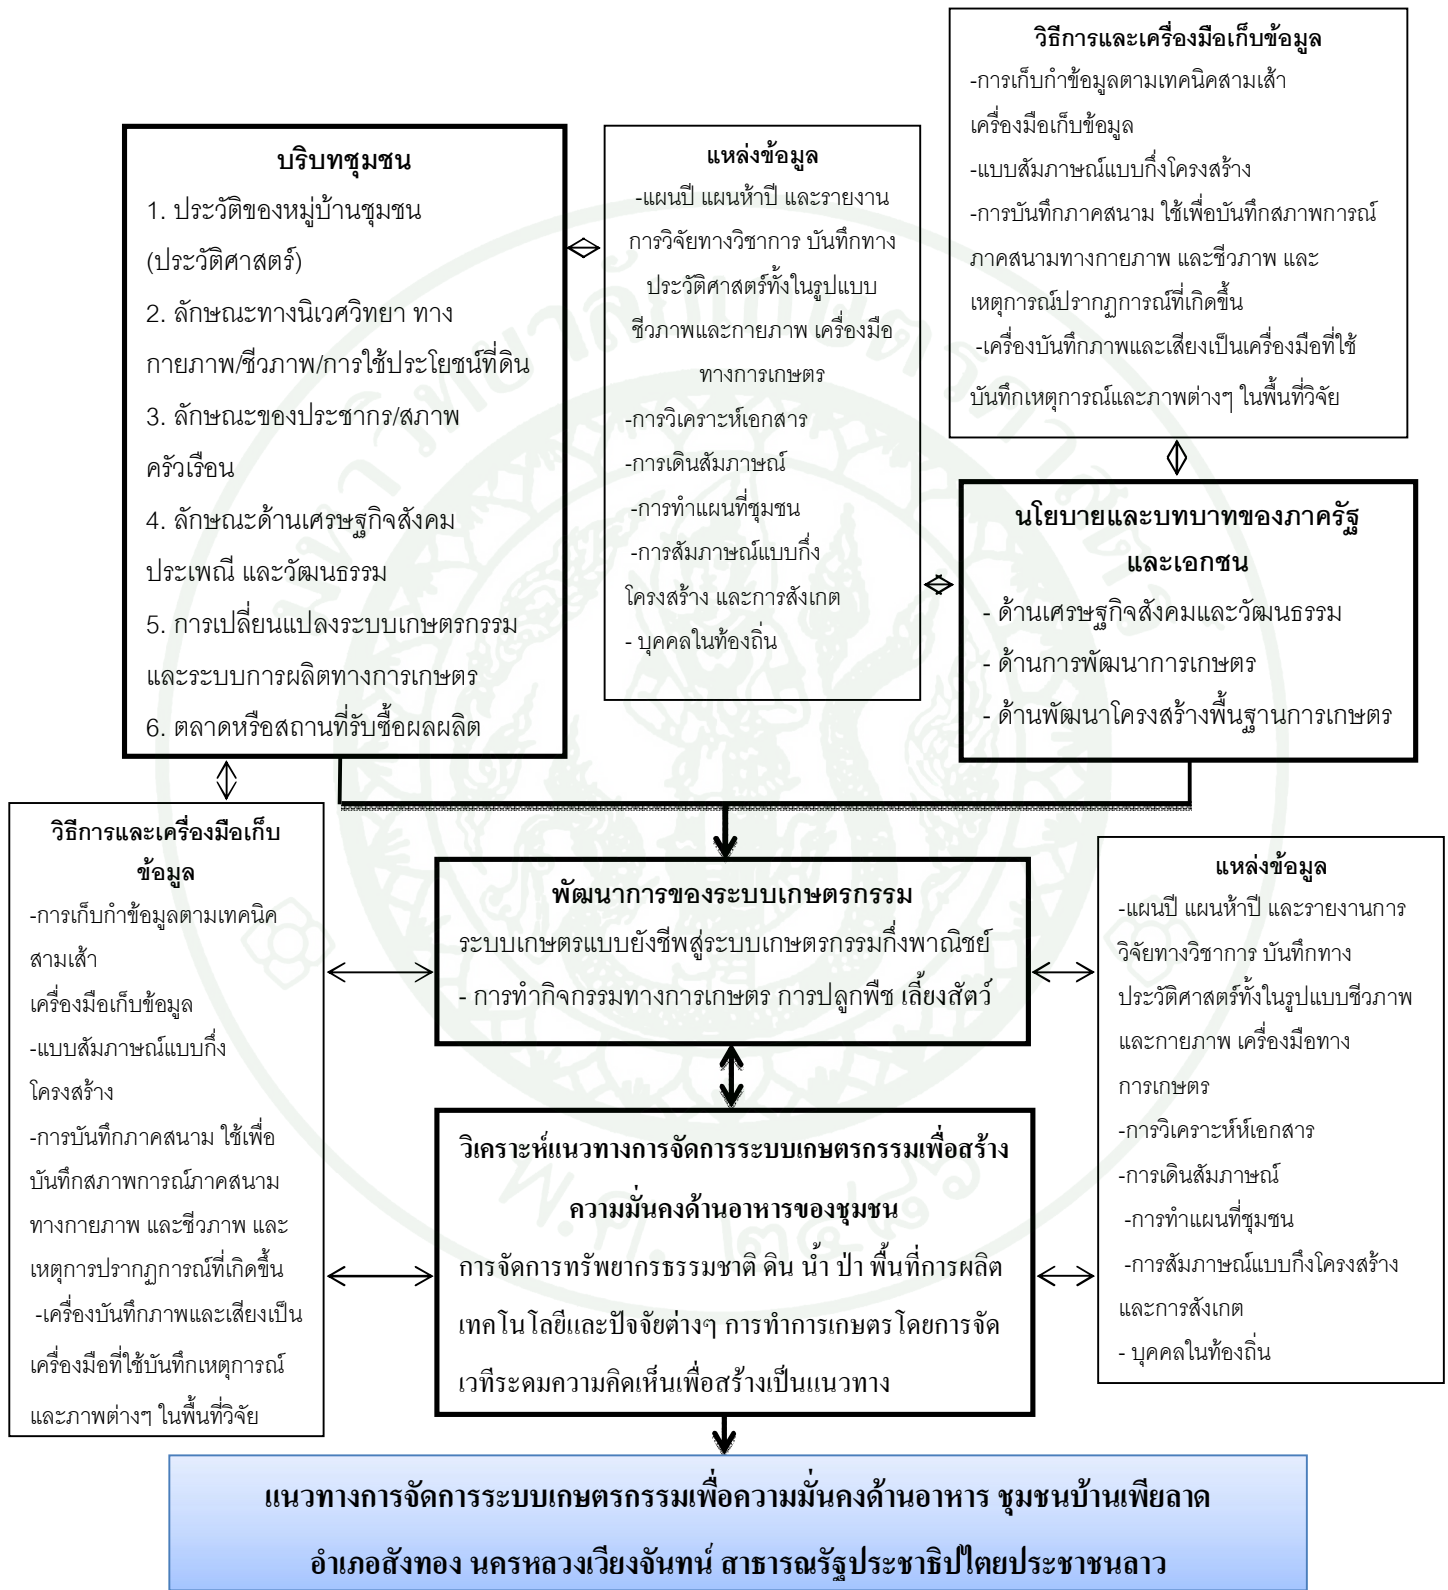 วิธีการและเครื่องมือเก็บข้อมูล
-การเก็บกำข้อมูลตามเทคนิคสามเส้า
เครื่องมือเก็บข้อมูล
-แบบสัมภาษณ์แบบกึ่งโครงสร้าง
-การบันทึกภาคสนาม ใช้เพื่อบันทึกสภาพการณ์
ภาคสนามทางกายภาพ และชีวภาพ และ
เหตุการณ์ปรากฏการณ์ที่เกิดขึ้น
-เครื่องบันทึกภาพและเสียงเป็นเครื่องมือที่ใช้
บันทึกเหตุการณ์และภาพต่างๆ ในพื้นที่วิจัย
บริบทชุมชน
1. ประวัติของหมู่บ้านชุมชน
(ประวัติศาสตร์)
2. ลักษณะทางนิเวศวิทยา ทาง
กายภาพ/ชีวภาพ/การใช้ประโยชน์ที่ดิน
3. ลักษณะของประชากร/สภาพ
ครัวเรือน
4. ลักษณะด้านเศรษฐกิจสังคม
ประเพณี และวัฒนธรรม
5. การเปลี่ยนแปลงระบบเกษตรกรรม
และระบบการผลิตทางการเกษตร
6. ตลาดหรือสถานที่รับซื้อผลผลิต
แหล่งข้อมูล
-แผนปี แผนห้าปี และรายงาน
การวิจัยทางวิชาการ บันทึกทาง
ประวัติศาสตร์ทั้งในรูปแบบ
ชีวภาพและกายภาพ เครื่องมือ
ทางการเกษตร
-การวิเคราะห์เอกสาร
-การเดินสัมภาษณ์
-การทำแผนที่ชุมชน
-การสัมภาษณ์แบบกึ่ง
โครงสร้าง และการสังเกต
- บุคคลในท้องถิ่น
นโยบายและบทบาทของภาครัฐ
และเอกชน
- ด้านเศรษฐกิจสังคมและวัฒนธรรม
- ด้านการพัฒนาการเกษตร
- ด้านพัฒนาโครงสร้างพื้นฐานการเกษตร
วิธีการและเครื่องมือเก็บ
ข้อมูล
-การเก็บกำข้อมูลตามเทคนิค
สามเส้า
เครื่องมือเก็บข้อมูล
-แบบสัมภาษณ์แบบกึ่ง
โครงสร้าง
-การบันทึกภาคสนาม ใช้เพื่อ
บันทึกสภาพการณ์ภาคสนาม
ทางกายภาพ และชีวภาพ และ
เหตุการปรากฏการณ์ที่เกิดขึ้น
-เครื่องบันทึกภาพและเสียงเป็น
เครื่องมือที่ใช้บันทึกเหตุการณ์
และภาพต่างๆ ในพื้นที่วิจัย
พัฒนาการของระบบเกษตรกรรม
ระบบเกษตรแบบยังชีพสู่ระบบเกษตรกรรมกึ่งพาณิชย์
- การทำกิจกรรมทางการเกษตร การปลูกพืช เลี้ยงสัตว์
วิเคราะห์แนวทางการจัดการระบบเกษตรกรรมเพื่อสร้าง
ความมั่นคงด้านอาหารของชุมชน
การจัดการทรัพยากรธรรมชาติ ดิน น้ำ ป่า พื้นที่การผลิต
เทคโนโลยีและปัจจัยต่างๆ การทำการเกษตรโดยการจัด
เวทีระดมความคิดเห็นเพื่อสร้างเป็นแนวทาง
แหล่งข้อมูล
-แผนปี แผนห้าปี และรายงานการ
วิจัยทางวิชาการ บันทึกทาง
ประวัติศาสตร์ทั้งในรูปแบบชีวภาพ
และกายภาพ เครื่องมือทาง
การเกษตร
-การวิเคราะห์ห์เอกสาร
-การเดินสัมภาษณ์
-การทำแผนที่ชุมชน
-การสัมภาษณ์แบบกึงโครงสร้าง
และการสังเกต
- บุคคลในท้องถิ่น
แนวทางการจัดการระบบเกษตรกรรมเพื่อความมั่นคงด้านอาหาร ชุมชนบ้านเพียลาด
อำเภอสังทอง นครหลวงเวียงจันทน์ สาธารณรัฐประชาธิปไตยประชาชนลาว
มหาวิทยาลัยเกษตรศาสตร์
พ.ศ. ๒๔๘๖